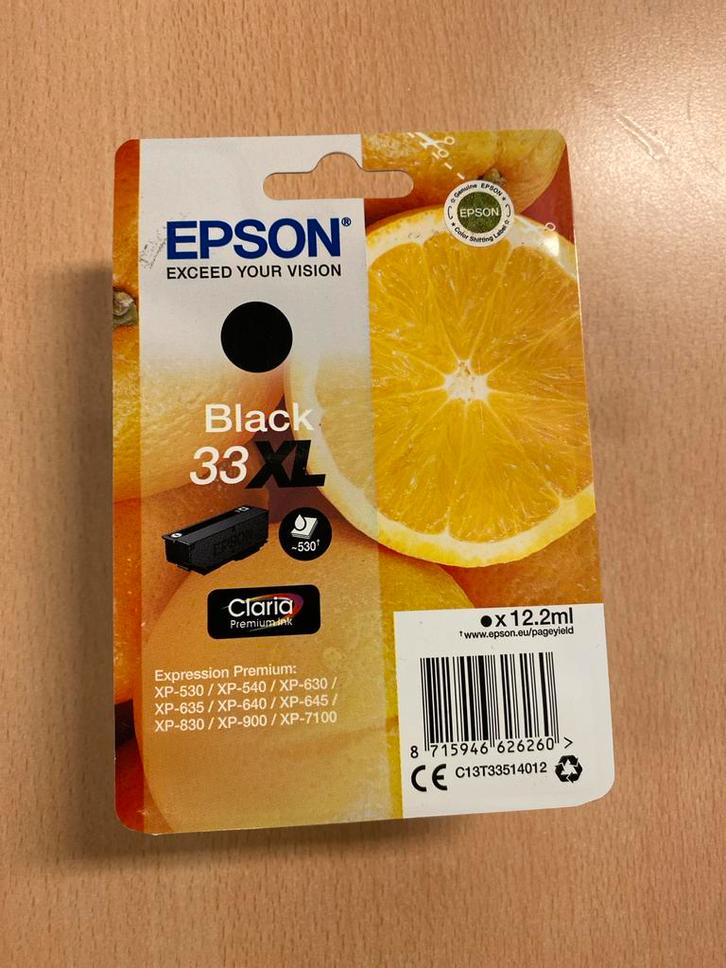 Genuine EPSON
EPSON
Color Shifting Label
EPSON®
EXCEED YOUR VISION
Black
33XL
EPSON
~530†
Claria
Premium Ink
Expression Premium:
XP-530 / XP-540 / XP-630 /
XP-635 / XP-640 / XP-645 /
XP-830 / XP-900 / XP-7100
x 12.2ml
†www.epson.eu/pageyield
8 715946 626260 >
CE C13T33514012